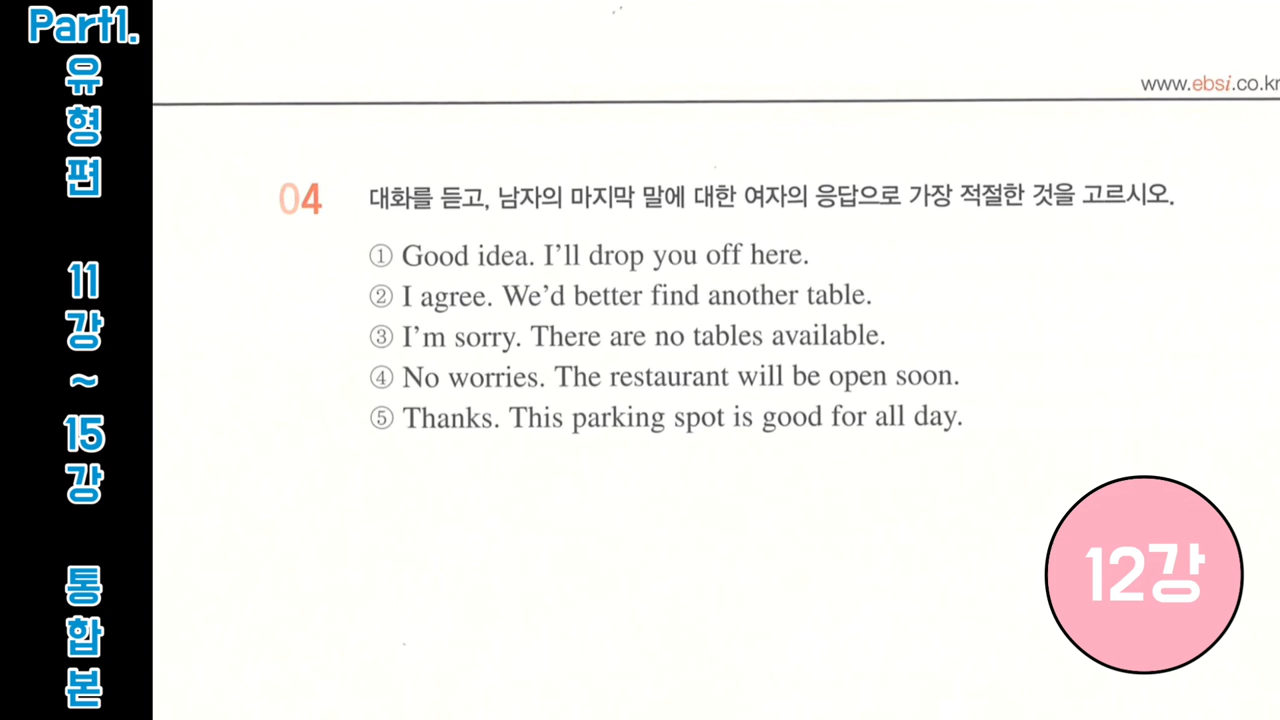 Part1.
유
형
편
11
강
~
15
강
통
합
본
www.ebsi.co.kr
04 대화를 듣고, 남자의 마지막 말에 대한 여자의 응답으로 가장 적절한 것을 고르시오.
① Good idea. I'll drop you off here.
② I agree. We'd better find another table.
③ I'm sorry. There are no tables available.
④ No worries. The restaurant will be open soon.
⑤ Thanks. This parking spot is good for all day.
12강